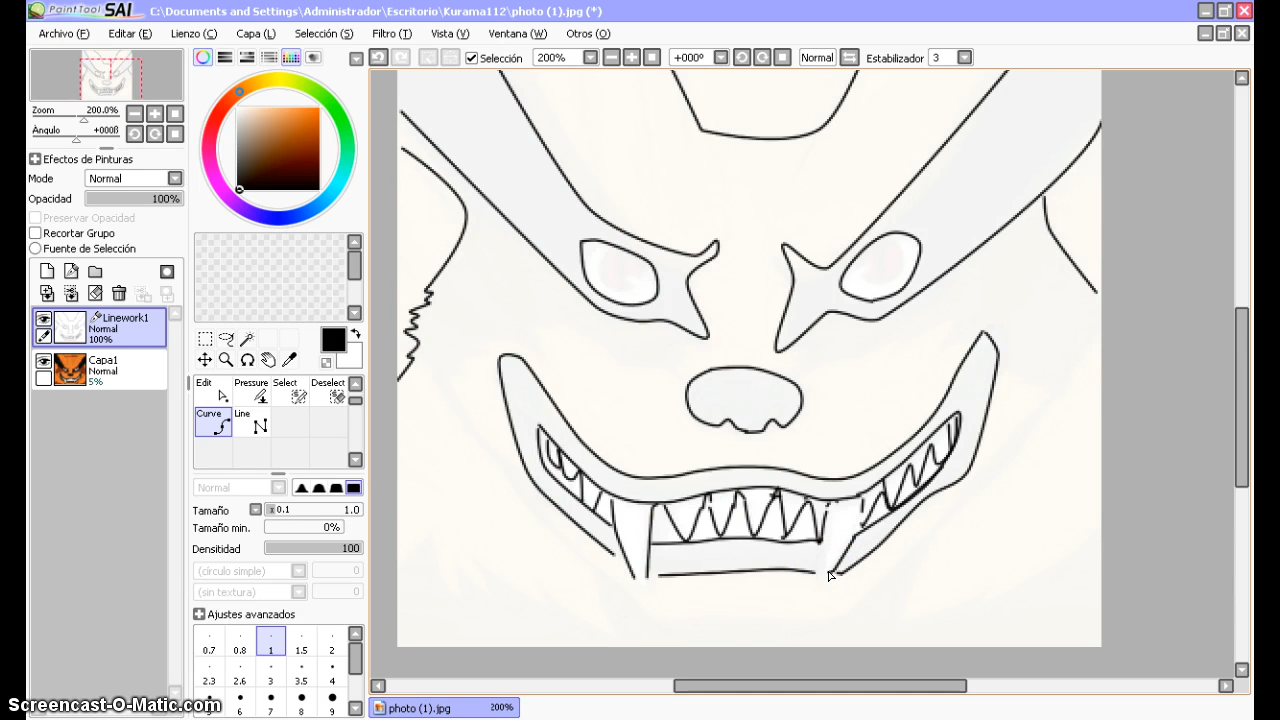 PaintTool SAI C:\Documents and Settings\Administrador\Escritorio\Kurama112\photo (1).jpg (*)
Archivo (F) Editar (E) Lienzo (C) Capa (L) Selección (S) Filtro (T) Vista (V) Ventana (W) Otros (O)
Selección 200% +000º Normal Estabilizador 3
Zoom 200.0%
Ángulo +000ß
Efectos de Pinturas
Mode Normal
Opacidad 100%
Preservar Opacidad
Recortar Grupo
Fuente de Selección
Linework1
Normal
100%
Capa1
Normal
5%
Edit Pressure Select Deselect
Curve Line
Normal
Tamaño x 0.1 1.0
Tamaño min. 0%
Densitidad 100
(círculo simple) 0
(sin textura) 0
Ajustes avanzados
0.7 0.8 1 1.5 2
2.3 2.6 3 3.5 4
5 6 7 8 9
photo (1).jpg 200%
Screencast-O-Matic.com